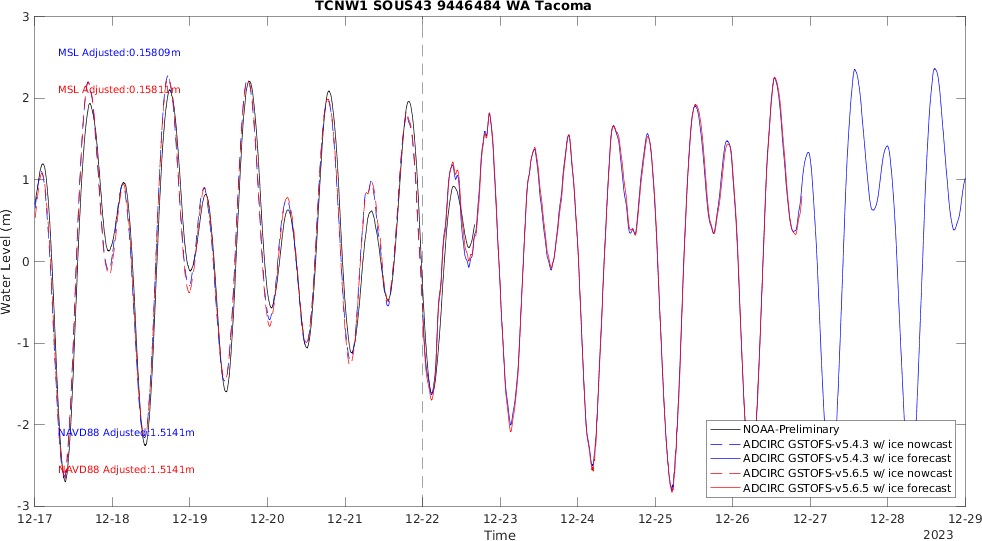 TCNW1 SOUS43 9446484 WA Tacoma
3
2
1
0
-1
-2
-3
Water Level (m)
MSL Adjusted:0.15809m
MSL Adjusted:0.15811m
NAVD88 Adjusted:1.5141m
NAVD88 Adjusted:1.5141m
NOAA-Preliminary
ADCIRC GSTOFS-v5.4.3 w/ ice nowcast
ADCIRC GSTOFS-v5.4.3 w/ ice forecast
ADCIRC GSTOFS-v5.6.5 w/ ice nowcast
ADCIRC GSTOFS-v5.6.5 w/ ice forecast
12-17 12-18 12-19 12-20 12-21 12-22 12-23 12-24 12-25 12-26 12-27 12-28 12-29
Time
2023